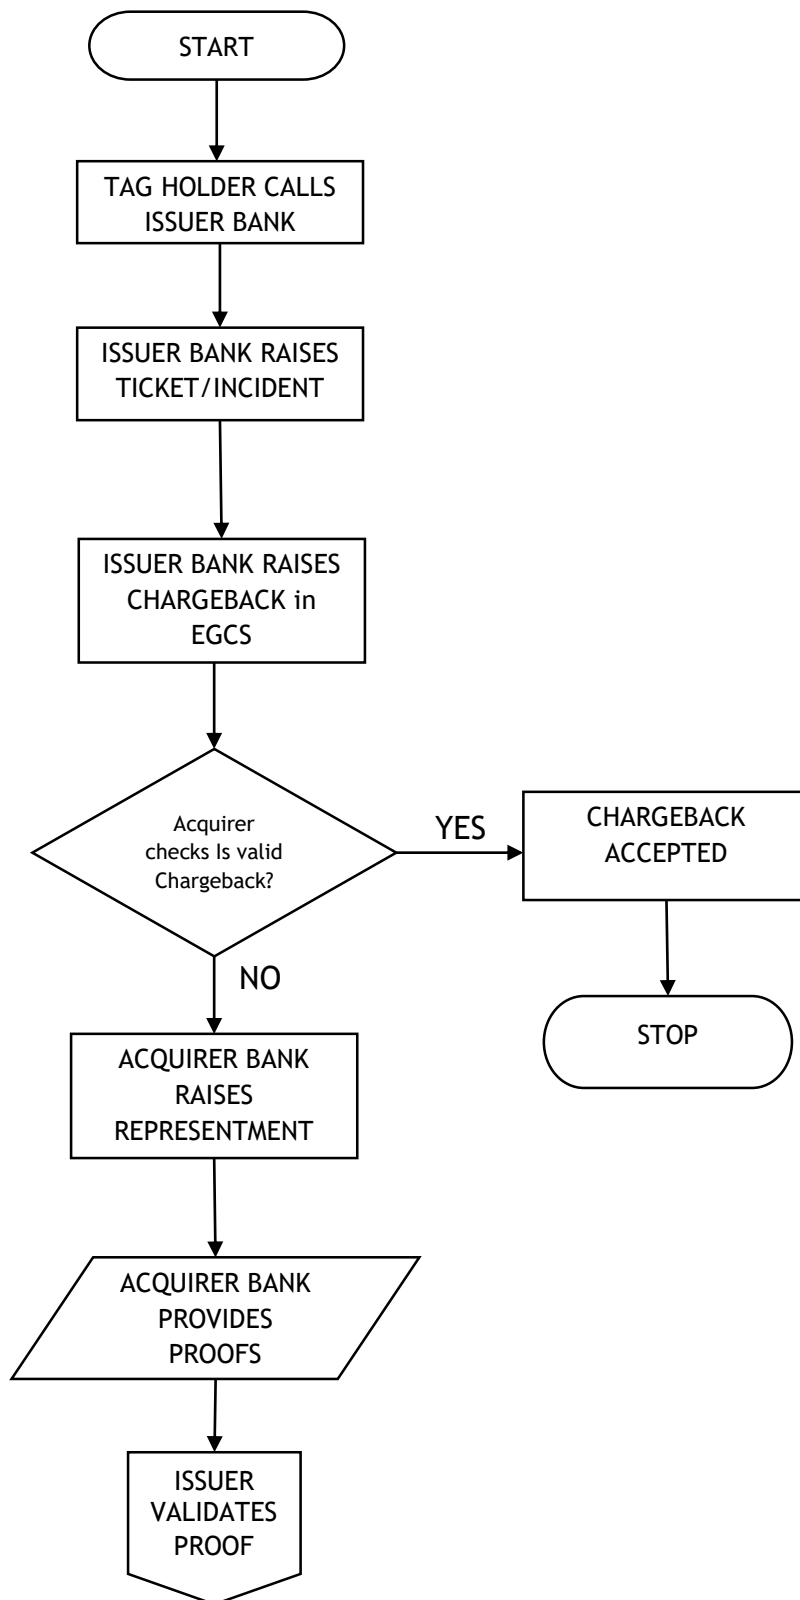 START
TAG HOLDER CALLS
ISSUER BANK
ISSUER BANK RAISES
TICKET/INCIDENT
ISSUER BANK RAISES
CHARGEBACK in
EGCS
Acquirer
checks Is valid
Chargeback?
YES
CHARGEBACK
ACCEPTED
STOP
NO
ACQUIRER BANK
RAISES
REPRESENTMENT
ACQUIRER BANK
PROVIDES
PROOFS
ISSUER
VALIDATES
PROOF